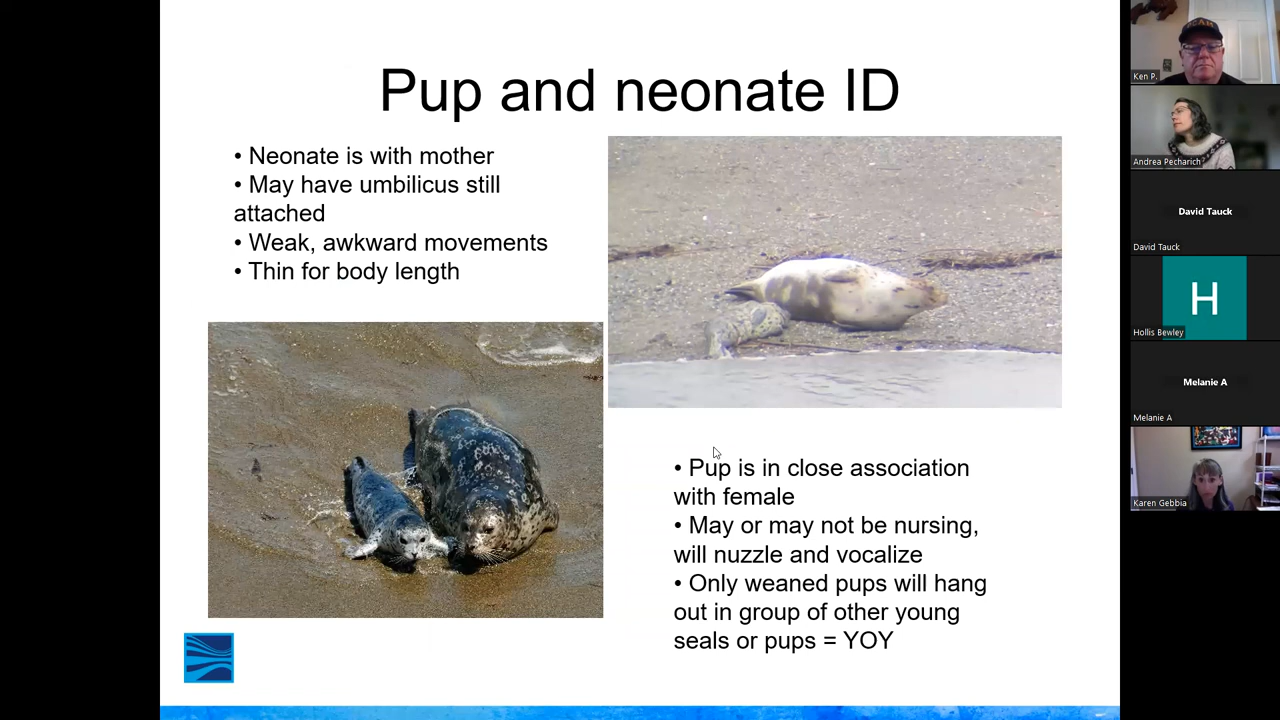 Pup and neonate ID
• Neonate is with mother
• May have umbilicus still
attached
• Weak, awkward movements
• Thin for body length
• Pup is in close association
with female
• May or may not be nursing,
will nuzzle and vocalize
• Only weaned pups will hang
out in group of other young
seals or pups = YOY
Ken P.
Andrea Pecharich
David Tauck
David Tauck
H
Hollis Bewley
Melanie A
Melanie A
Karen Gebbia